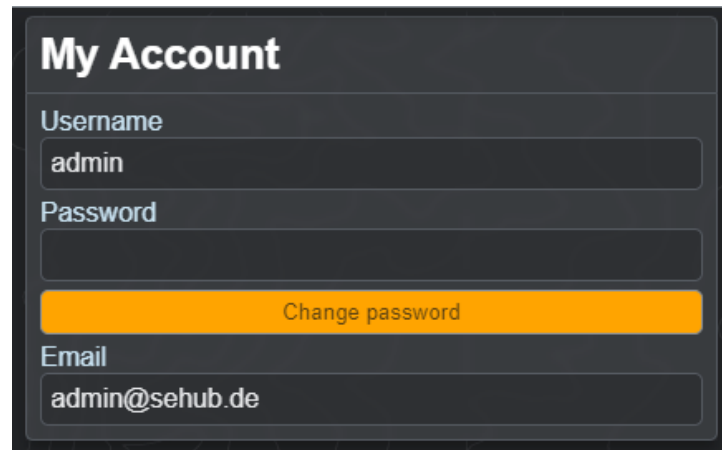 My Account
Username
admin
Password
Change password
Email
admin@sehub.de